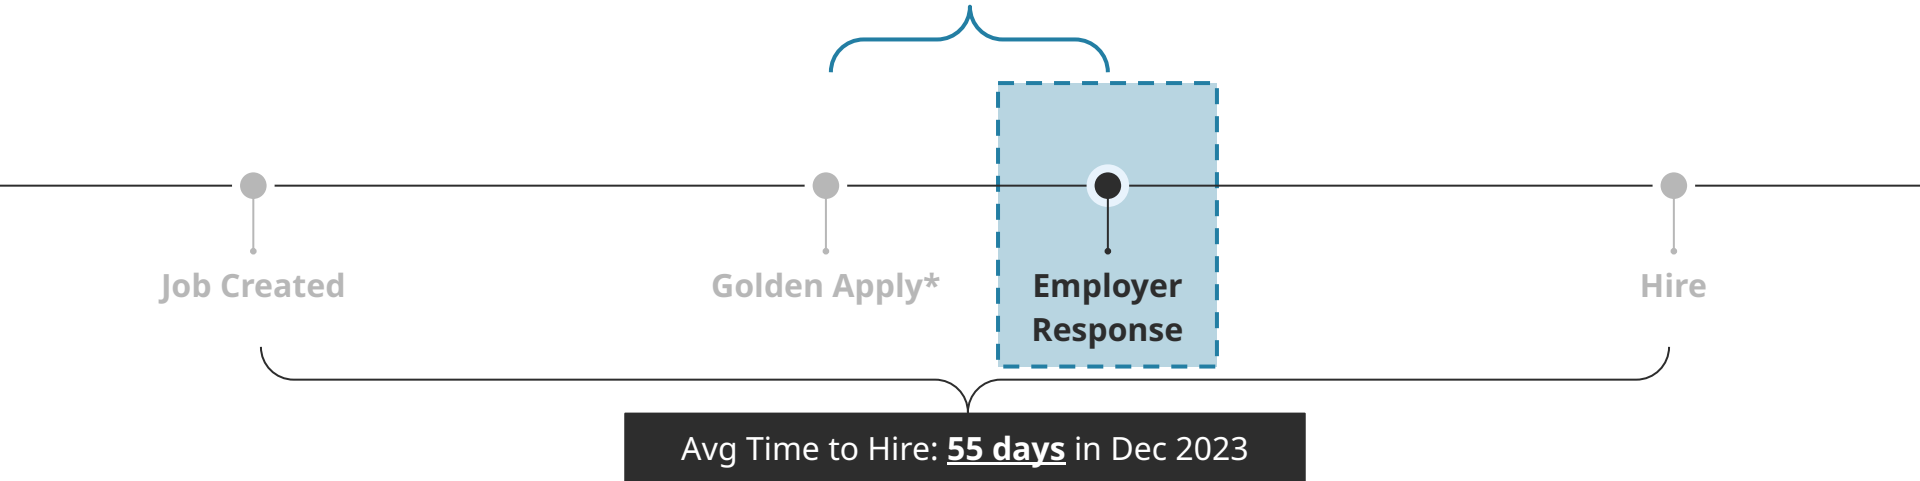 Job Created
Golden Apply*
Employer
Response
Hire
Avg Time to Hire: 55 days in Dec 2023